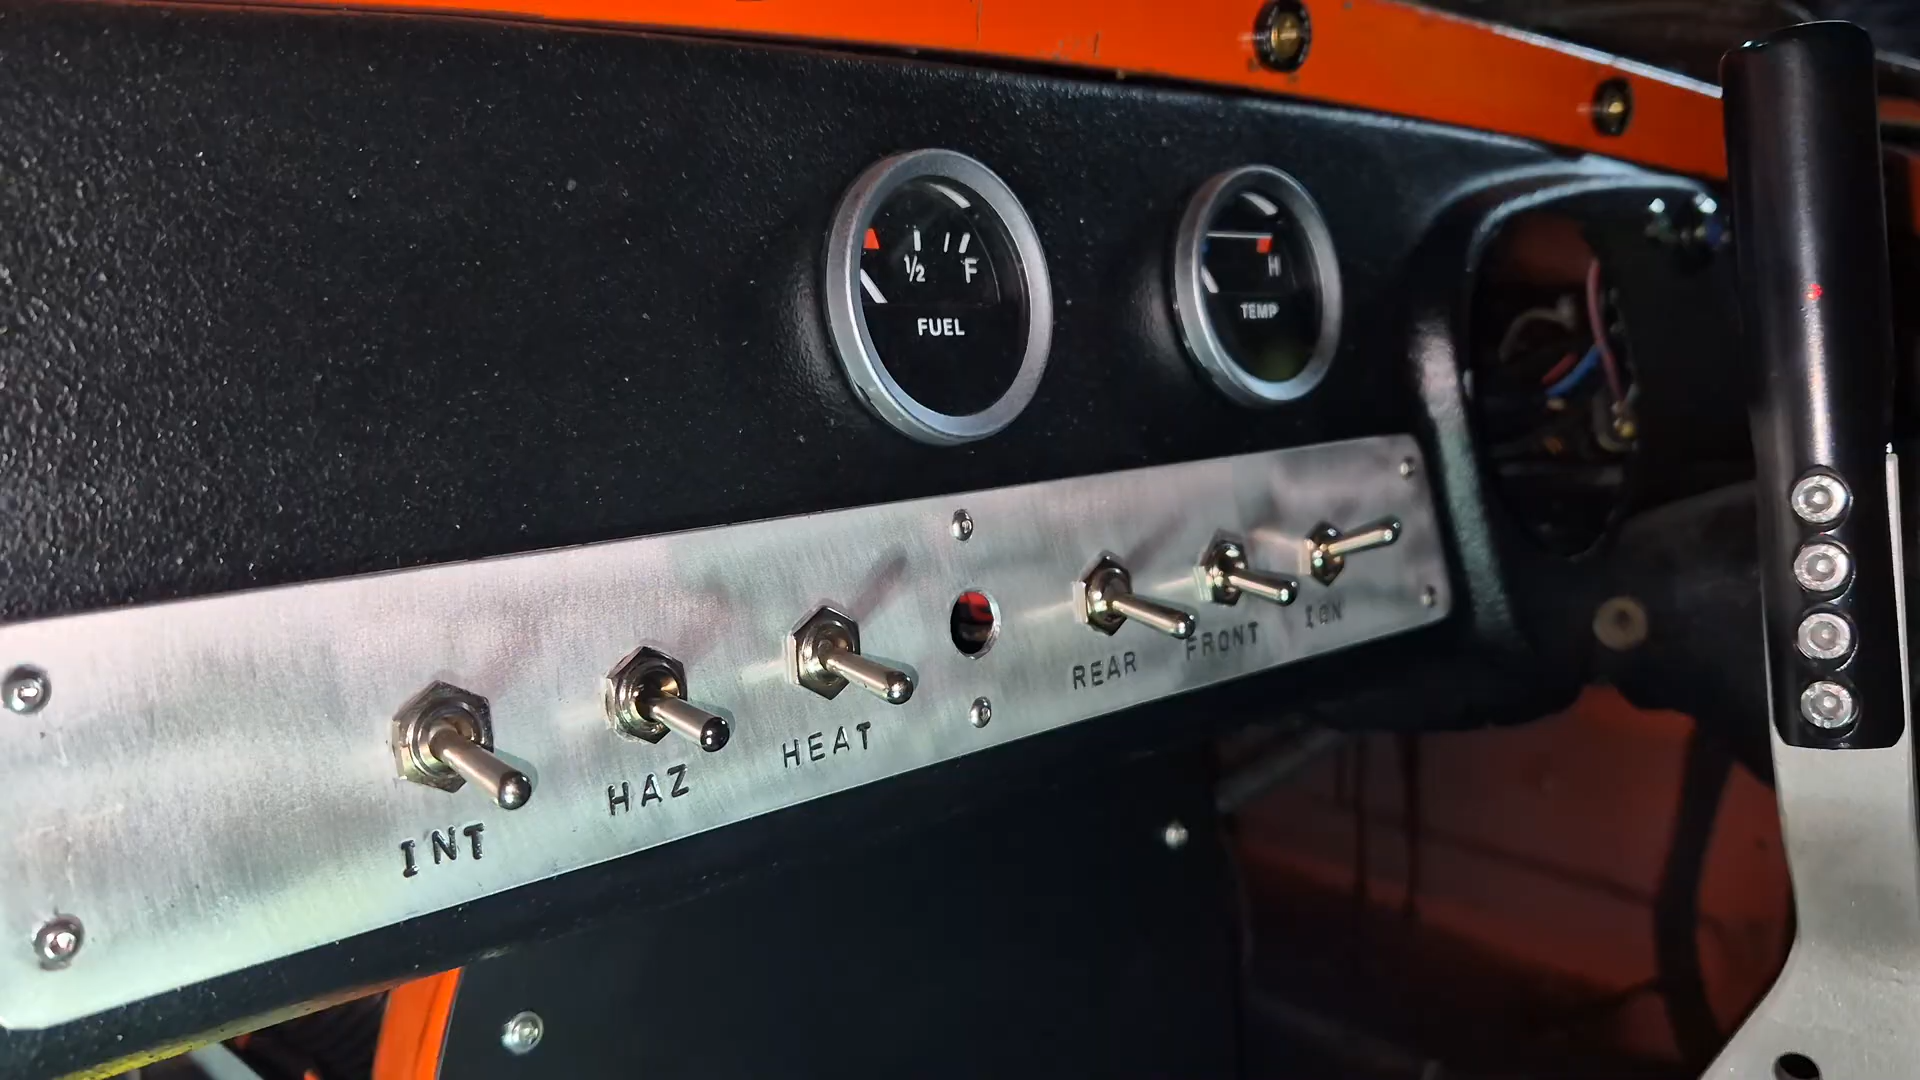 1/2 F
FUEL
H
TEMP
INT
HAZ
HEAT
REAR
FRONT
IGN